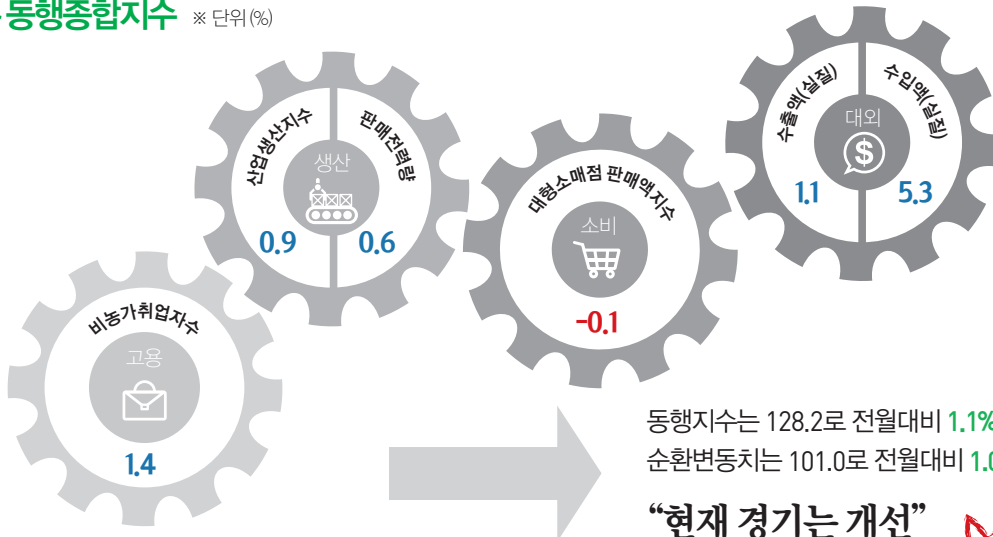 동행종합지수 ※ 단위(%)
비농가취업자수
고용
1.4
산업생산지수
판매전력량
생산
0.9
0.6
대형소매점 판매액지수
소비
-0.1
수출액(실질)
수입액(실질)
대외
$
1.1
5.3
동행지수는 128.2로 전월대비 1.1%
순환변동치는 101.0로 전월대비 1.0
“현재 경기는 개선”